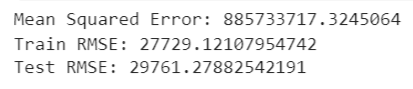 Mean Squared Error: 885733717.3245064
Train RMSE: 27729.12107954742
Test RMSE: 29761.27882542191